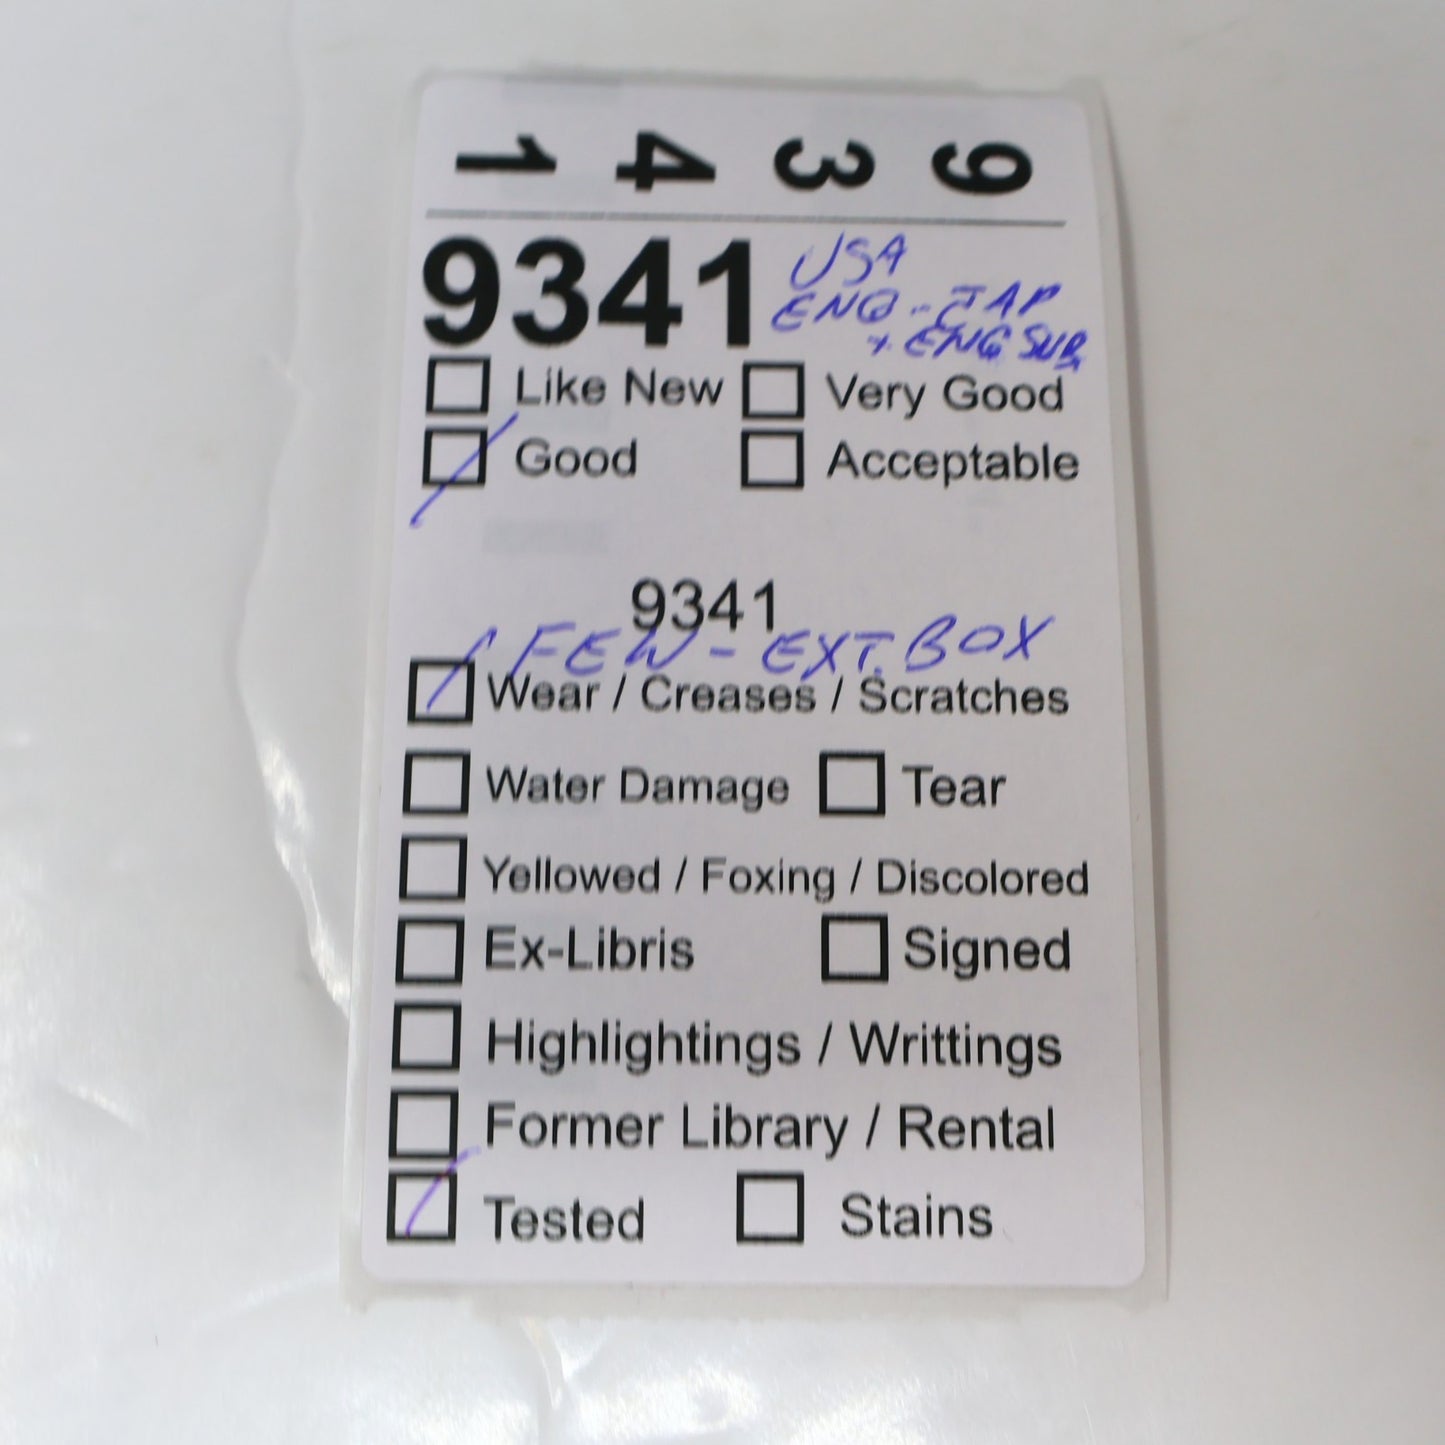 9 3 4 1
9341 USA
ENG - JAP
+ ENG SUB
Like New Very Good
Good Acceptable
9341
FEW - EXT. BOX
Wear / Creases / Scratches
Water Damage Tear
Yellowed / Foxing / Discolored
Ex-Libris Signed
Highlightings / Writtings
Former Library / Rental
Tested Stains